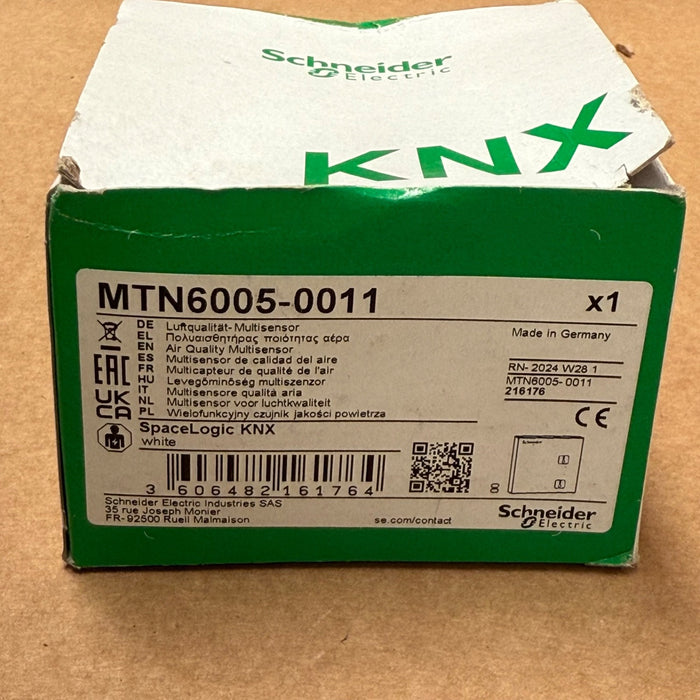 Schneider
Electric
KNX
MTN6005-0011
x1
DE Luftqualität-Multisensor
EL Πολυαισθητήρας ποιότητας αέρα
EN Air Quality Multisensor
ES Multisensor de calidad del aire
FR Multicapteur de qualité de l'air
HU Levegőminőség multiszenzor
IT Multisensore qualità aria
NL Multisensor voor luchtkwaliteit
PL Wielofunkcyjny czujnik jakości powietrza
Made in Germany
RN- 2024 W28 1
MTN6005- 0011
216176
EAC
UK
CA
CE
SpaceLogic KNX
white
3 606482 161764
Schneider Electric Industries SAS
35 rue Joseph Monier
FR- 92500 Rueil Malmaison
se.com/contact
Schneider
Schneider
Electric